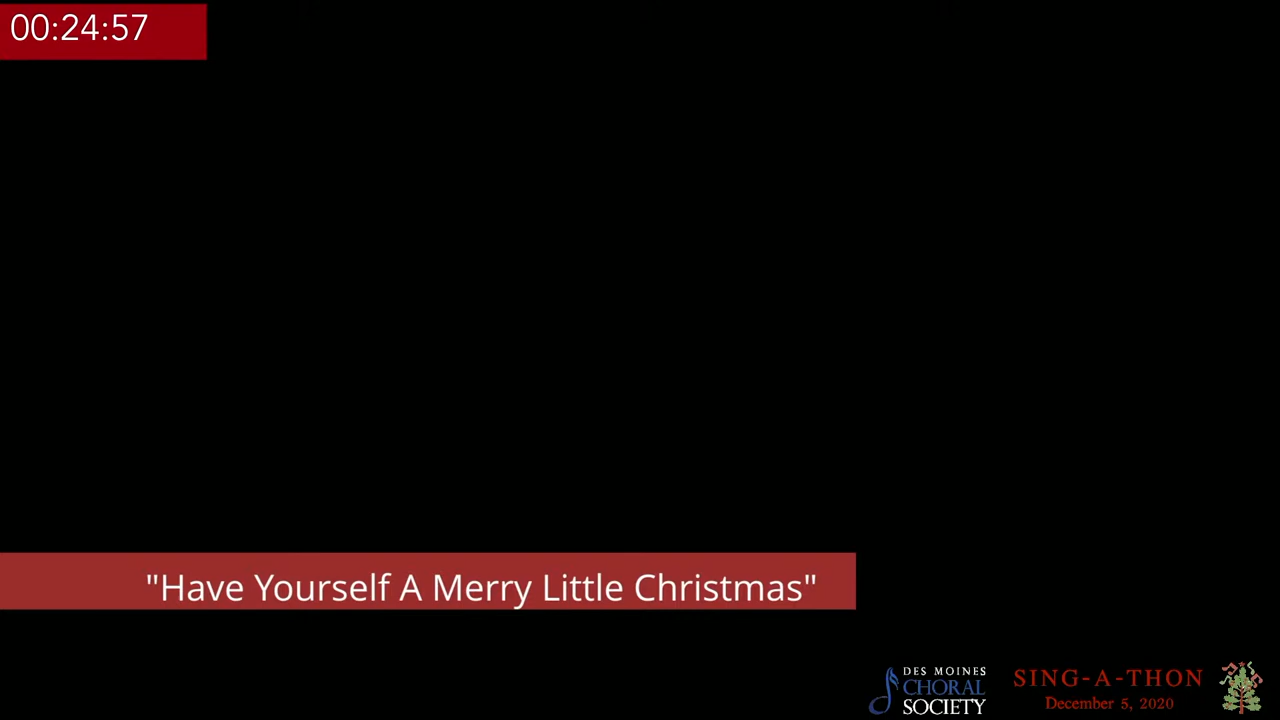 00:24:57
"Have Yourself A Merry Little Christmas"
DES MOINES
CHORAL
SOCIETY
SING-A-THON
December 5, 2020